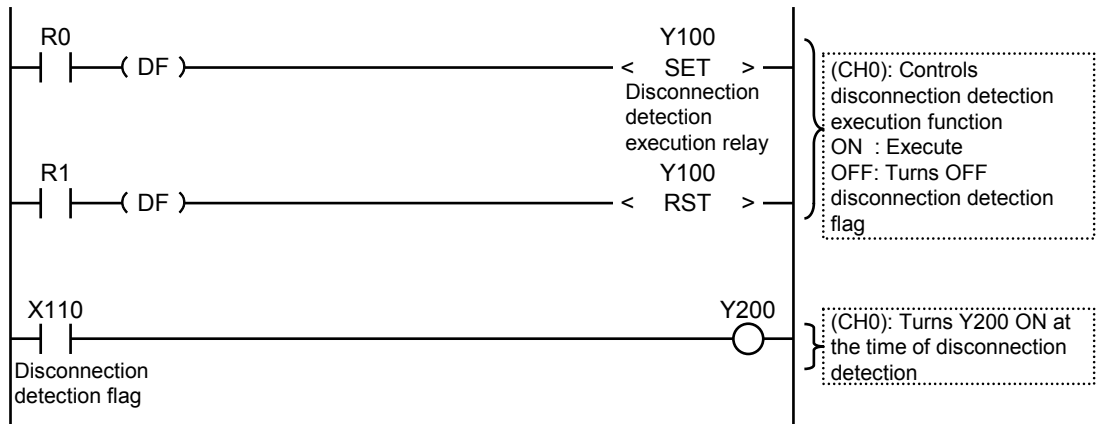 R0
( DF )
Y100
< SET >
Disconnection
detection
execution relay
R1
( DF )
Y100
< RST >
(CH0): Controls
disconnection detection
execution function
ON : Execute
OFF: Turns OFF
disconnection detection
flag
X110
Disconnection
detection flag
Y200
(CH0): Turns Y200 ON at
the time of disconnection
detection